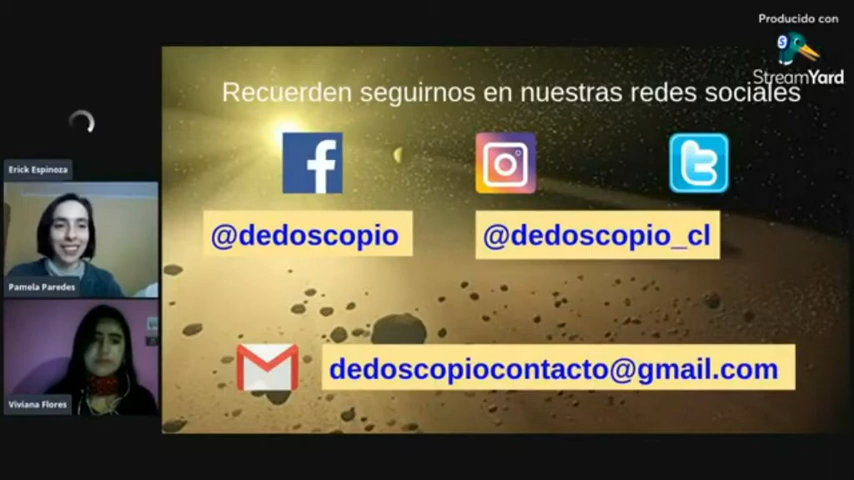 Producido con
StreamYard
Recuerden seguirnos en nuestras redes sociales
@dedoscopio
@dedoscopio_cl
dedoscopiocontacto@gmail.com
Erick Espinoza
Pamela Paredes
Viviana Flores